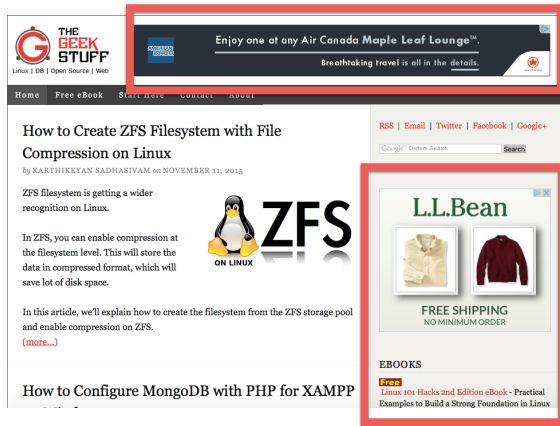 THE
GEEK
STUFF
Linux | DB | Open Source | Web
AMERICAN
EXPRESS
Enjoy one at any Air Canada Maple Leaf Lounge™.
Breathtaking travel is all in the details.
Home Free eBook Start Here Contact About
How to Create ZFS Filesystem with File
Compression on Linux
by KARTHIKEYAN SADHASIVAM on NOVEMBER 11, 2015
ZFS filesystem is getting a wider
recognition on Linux.
In ZFS, you can enable compression at
the filesystem level. This will store the
data in compressed format, which will
save lot of disk space.
ZFS
ON LINUX
In this article, we'll explain how to create the filesystem from the ZFS storage pool
and enable compression on ZFS.
(more...)
How to Configure MongoDB with PHP for XAMPP
RSS | Email | Twitter | Facebook | Google+
Google™ Custom Search Search
L.L.Bean
FREE SHIPPING
NO MINIMUM ORDER
EBOOKS
Free
Linux 101 Hacks 2nd Edition eBook - Practical
Examples to Build a Strong Foundation in Linux